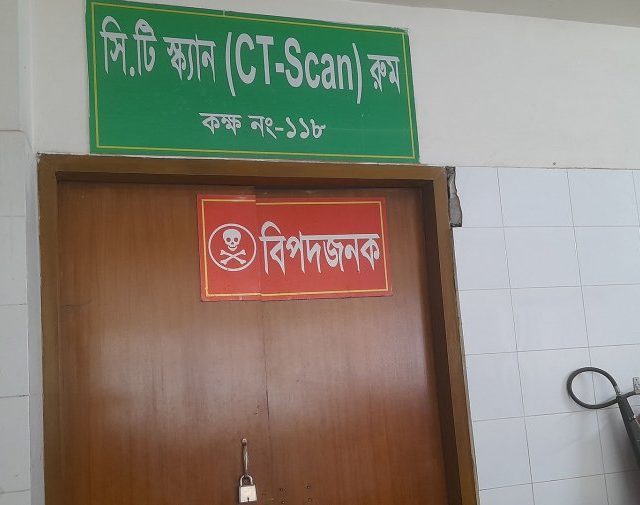 সি.টি স্ক্যান (CT-Scan) রুম
কক্ষ নং-১১৮
বিপদজনক